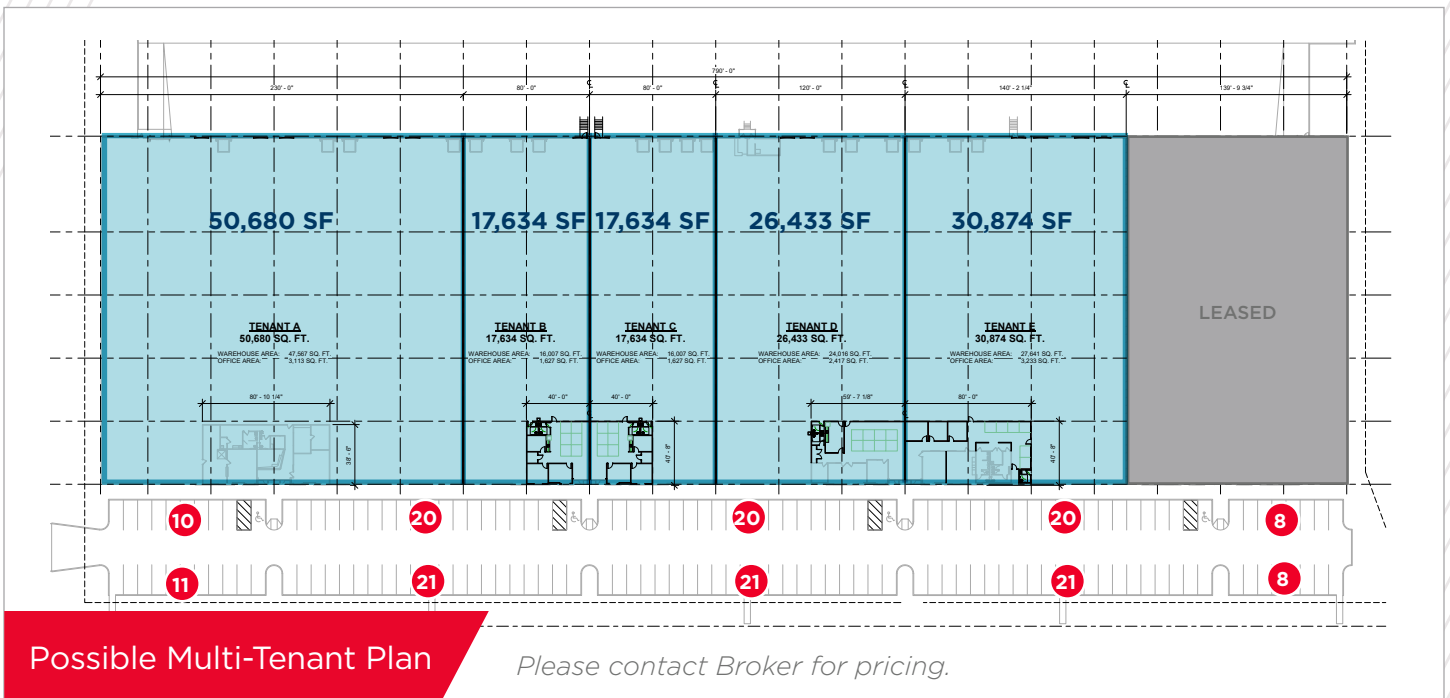 790' - 0"
230' - 0"
80' - 0"
80' - 0"
120' - 0"
140' - 2 1/4"
139' - 9 3/4"
50,680 SF
17,634 SF
17,634 SF
26,433 SF
30,874 SF
LEASED
TENANT A
50,680 SQ. FT.
WAREHOUSE AREA: 47,567 SQ. FT.
OFFICE AREA: 3,113 SQ. FT.
TENANT B
17,634 SQ. FT.
WAREHOUSE AREA: 16,007 SQ. FT.
OFFICE AREA: 1,627 SQ. FT.
TENANT C
17,634 SQ. FT.
WAREHOUSE AREA: 16,007 SQ. FT.
OFFICE AREA: 1,627 SQ. FT.
TENANT D
26,433 SQ. FT.
WAREHOUSE AREA: 24,016 SQ. FT.
OFFICE AREA: 2,417 SQ. FT.
TENANT E
30,874 SQ. FT.
WAREHOUSE AREA: 27,641 SQ. FT.
OFFICE AREA: 3,233 SQ. FT.
80' - 10 1/4"
40' - 0"
40' - 0"
59' - 7 1/8"
80' - 0"
38' - 6"
40' - 8"
40' - 8"
10
20
20
20
8
11
21
21
21
8
Possible Multi-Tenant Plan
Please contact Broker for pricing.